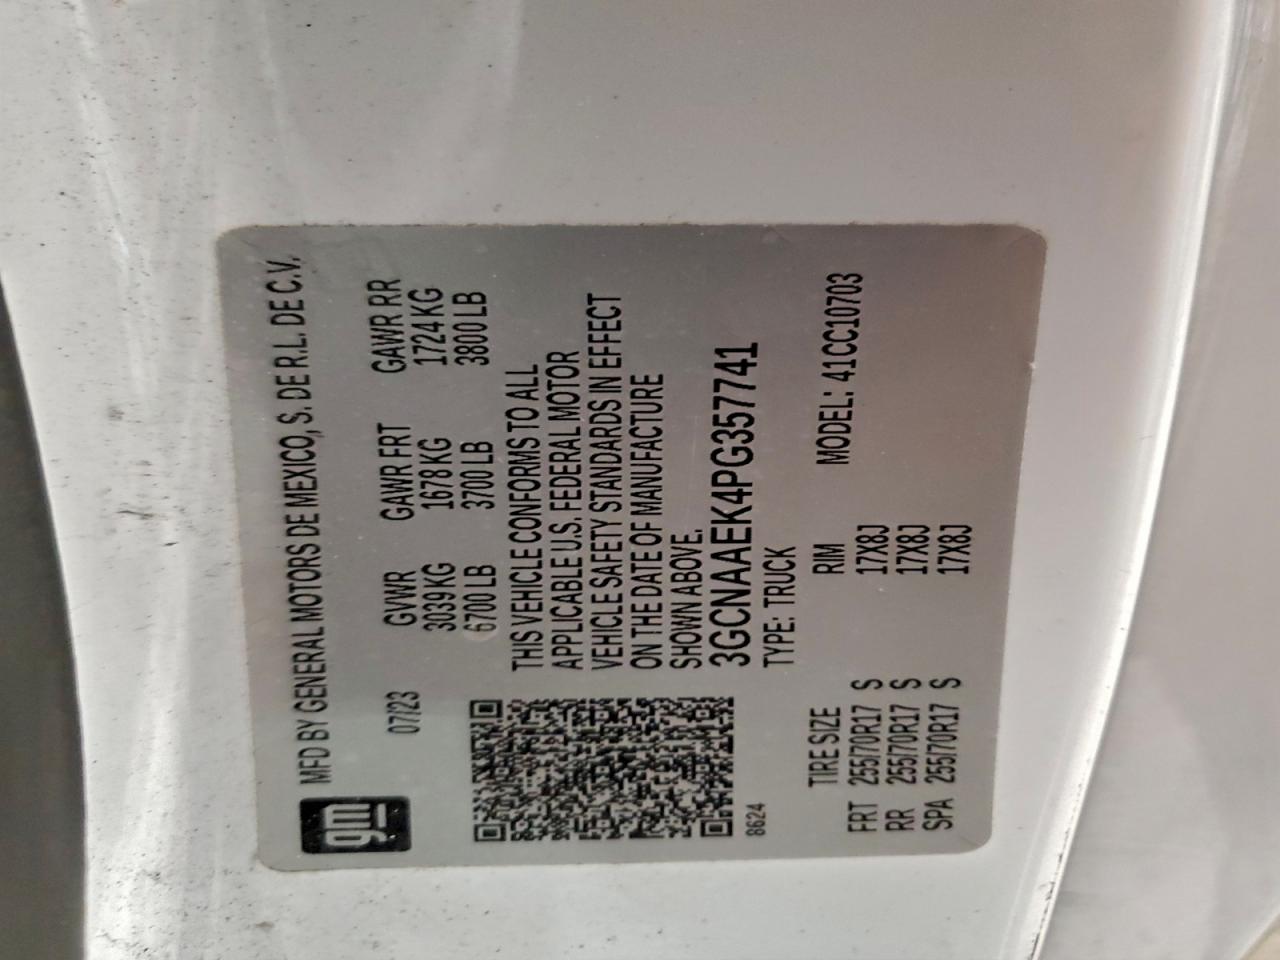 gm MFD BY GENERAL MOTORS DE MEXICO, S. DE R.L. DE C.V.
07/23 GVWR GAWR FRT GAWR RR
3039 KG 1678 KG 1724 KG
6700 LB 3700 LB 3800 LB
THIS VEHICLE CONFORMS TO ALL
APPLICABLE U.S. FEDERAL MOTOR
VEHICLE SAFETY STANDARDS IN EFFECT
ON THE DATE OF MANUFACTURE
SHOWN ABOVE.
3GCNAAEK4PG357741
8624 TYPE: TRUCK
TIRE SIZE RIM MODEL: 41CC10703
FRT 255/70R17 S 17X8J
RR 255/70R17 S 17X8J
SPA 255/70R17 S 17X8J